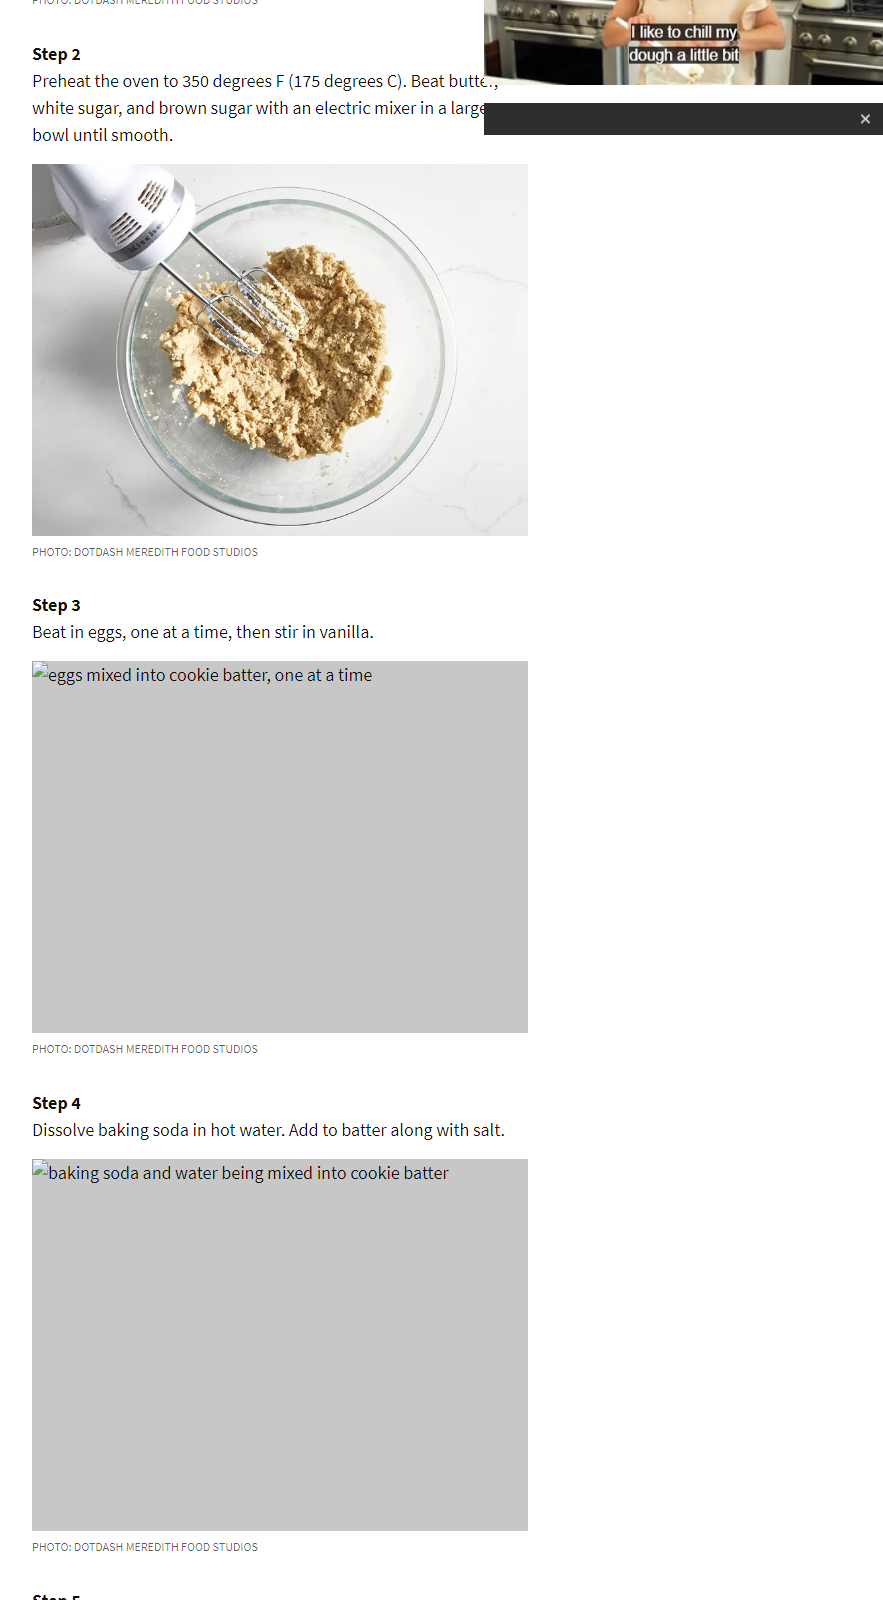 PHOTO: DOTDASH MEREDITH FOOD STUDIOS
I like to chill my
dough a little bit
Step 2
Preheat the oven to 350 degrees F (175 degrees C). Beat butter,
white sugar, and brown sugar with an electric mixer in a large
bowl until smooth.
PHOTO: DOTDASH MEREDITH FOOD STUDIOS
Step 3
Beat in eggs, one at a time, then stir in vanilla.
eggs mixed into cookie batter, one at a time
PHOTO: DOTDASH MEREDITH FOOD STUDIOS
Step 4
Dissolve baking soda in hot water. Add to batter along with salt.
baking soda and water being mixed into cookie batter
PHOTO: DOTDASH MEREDITH FOOD STUDIOS
Step 5